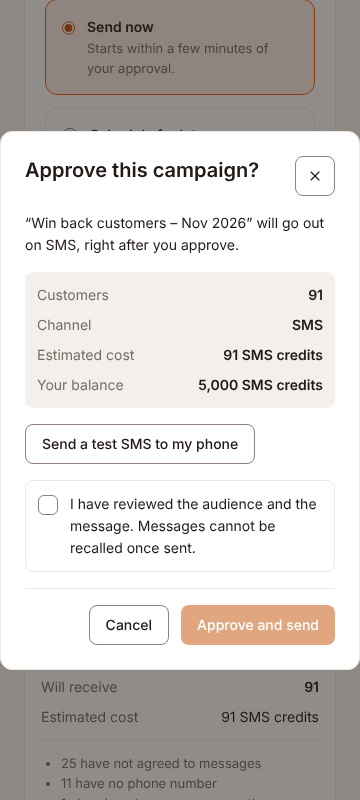 Send now
Starts within a few minutes of
your approval.
Approve this campaign?
“Win back customers – Nov 2026” will go out
on SMS, right after you approve.
Customers 91
Channel SMS
Estimated cost 91 SMS credits
Your balance 5,000 SMS credits
Send a test SMS to my phone
I have reviewed the audience and the
message. Messages cannot be
recalled once sent.
Cancel Approve and send
Will receive 91
Estimated cost 91 SMS credits
• 25 have not agreed to messages
• 11 have no phone number